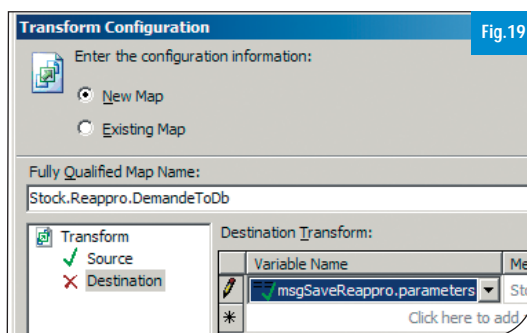 Transform Configuration
Fig.19
Enter the configuration information:
New Map
Existing Map
Fully Qualified Map Name:
Stock.Reappro.DemandeToDb
Transform
Source
Destination
Destination Transform:
Variable Name
msgSaveReappro.parameters
Click here to add